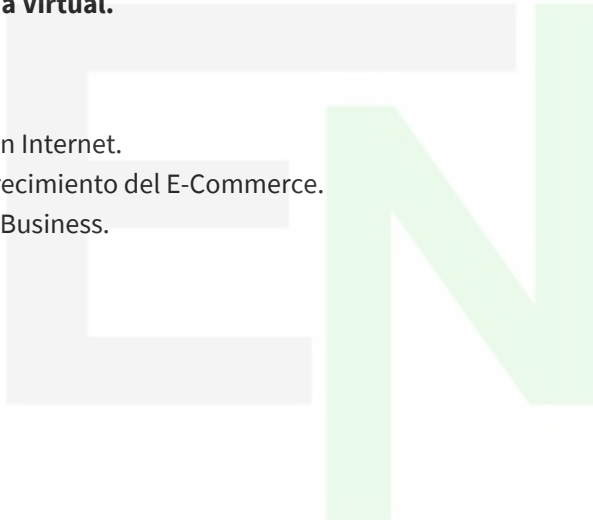 a Virtual.
n Internet.
recimiento del E-Commerce.
Business.